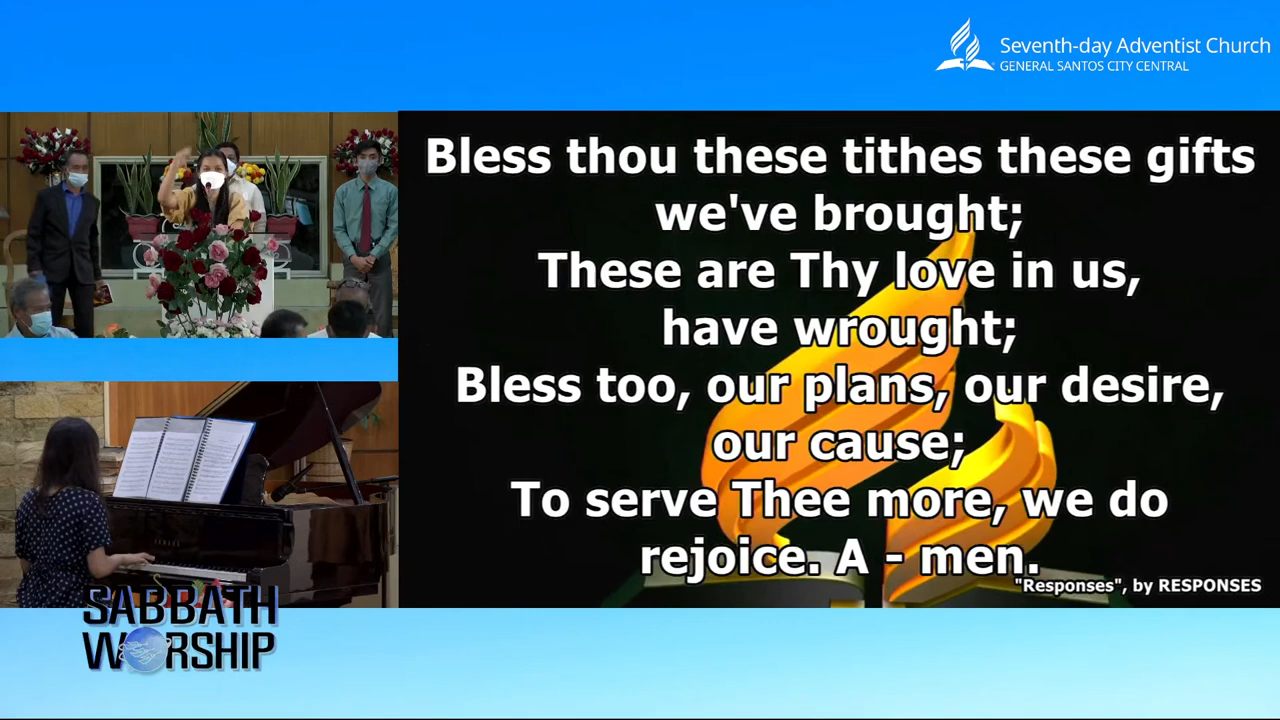 Seventh-day Adventist Church
GENERAL SANTOS CITY CENTRAL
Bless thou these tithes these gifts
we've brought;
These are Thy love in us,
have wrought;
Bless too, our plans, our desire,
our cause;
To serve Thee more, we do
rejoice. A - men.
"Responses", by RESPONSES
SABBATH
WORSHIP